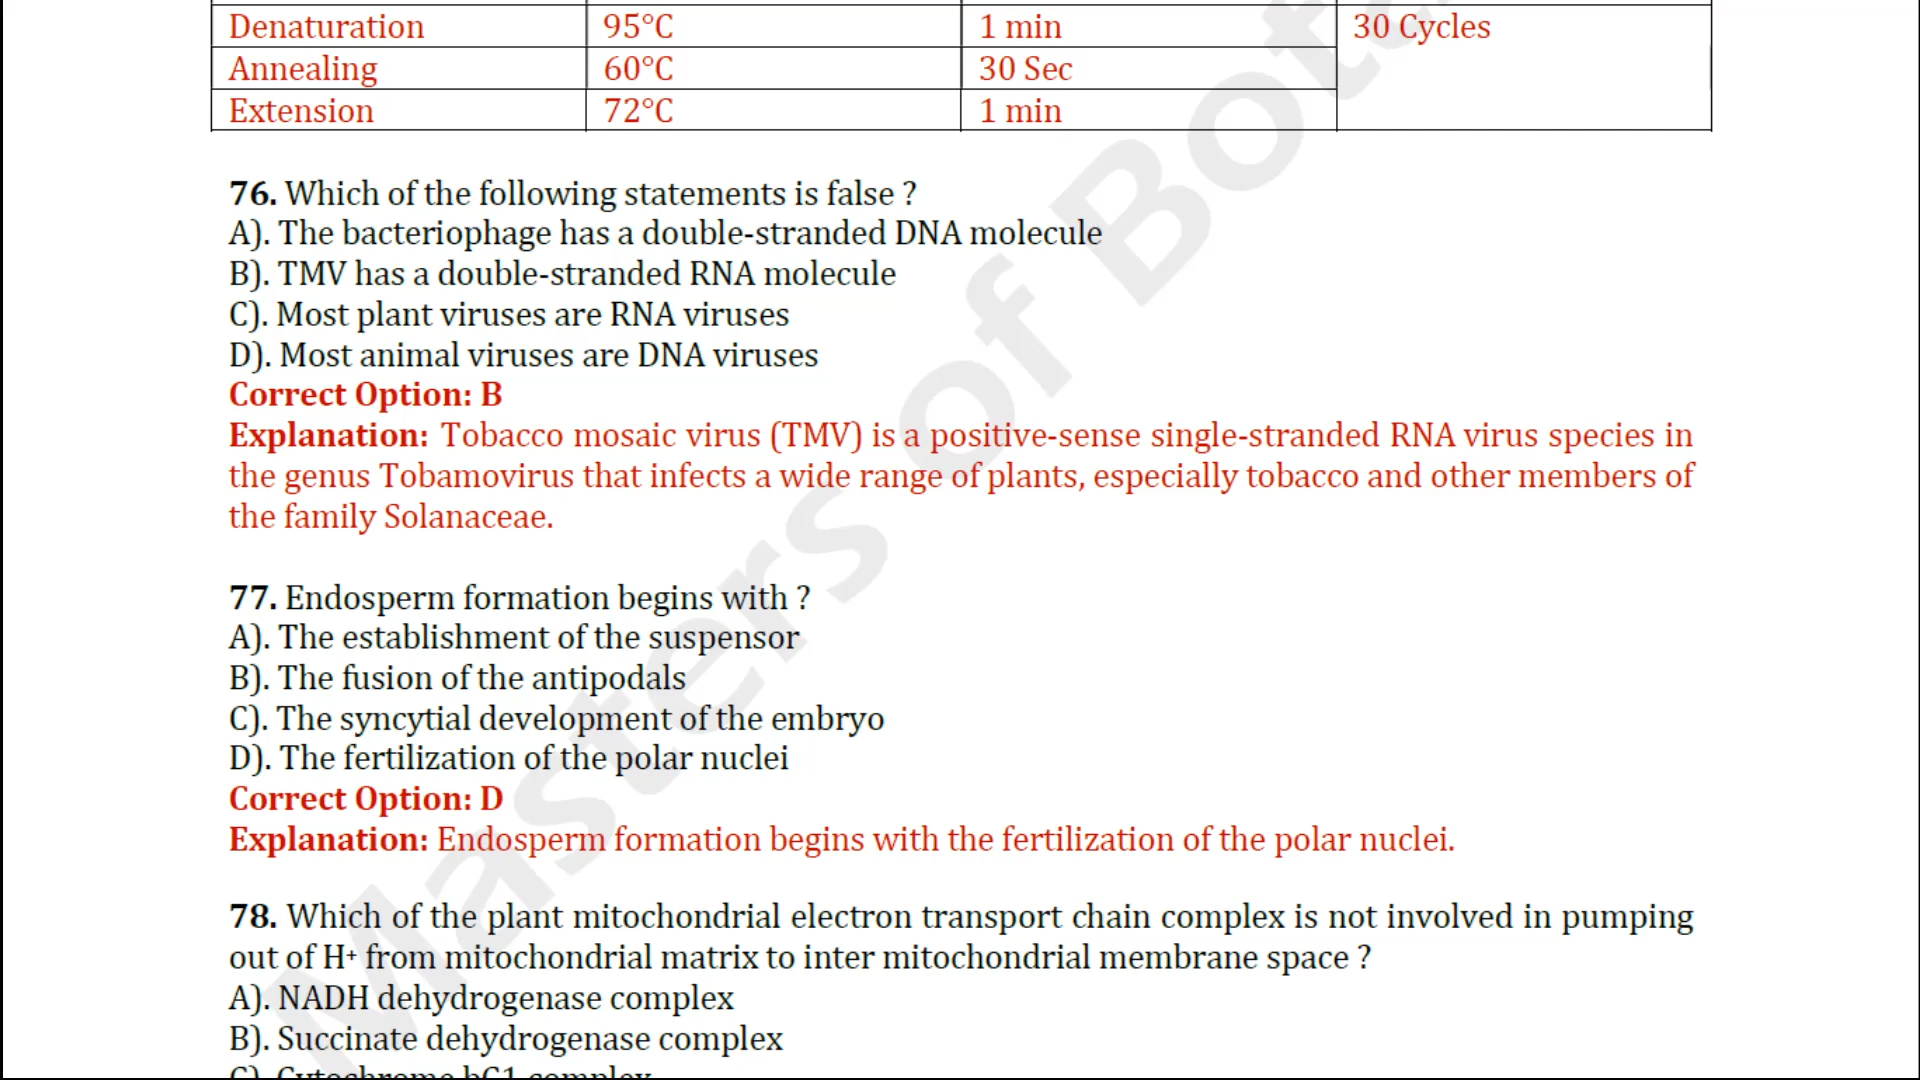 Denaturation 95°C 1 min 30 Cycles
Annealing 60°C 30 Sec
Extension 72°C 1 min
76. Which of the following statements is false ?
A). The bacteriophage has a double-stranded DNA molecule
B). TMV has a double-stranded RNA molecule
C). Most plant viruses are RNA viruses
D). Most animal viruses are DNA viruses
Correct Option: B
Explanation: Tobacco mosaic virus (TMV) is a positive-sense single-stranded RNA virus species in
the genus Tobamovirus that infects a wide range of plants, especially tobacco and other members of
the family Solanaceae.
77. Endosperm formation begins with ?
A). The establishment of the suspensor
B). The fusion of the antipodals
C). The syncytial development of the embryo
D). The fertilization of the polar nuclei
Correct Option: D
Explanation: Endosperm formation begins with the fertilization of the polar nuclei.
78. Which of the plant mitochondrial electron transport chain complex is not involved in pumping
out of H+ from mitochondrial matrix to inter mitochondrial membrane space ?
A). NADH dehydrogenase complex
B). Succinate dehydrogenase complex
C). Cytochrome bC1 complex
Masters of Bot